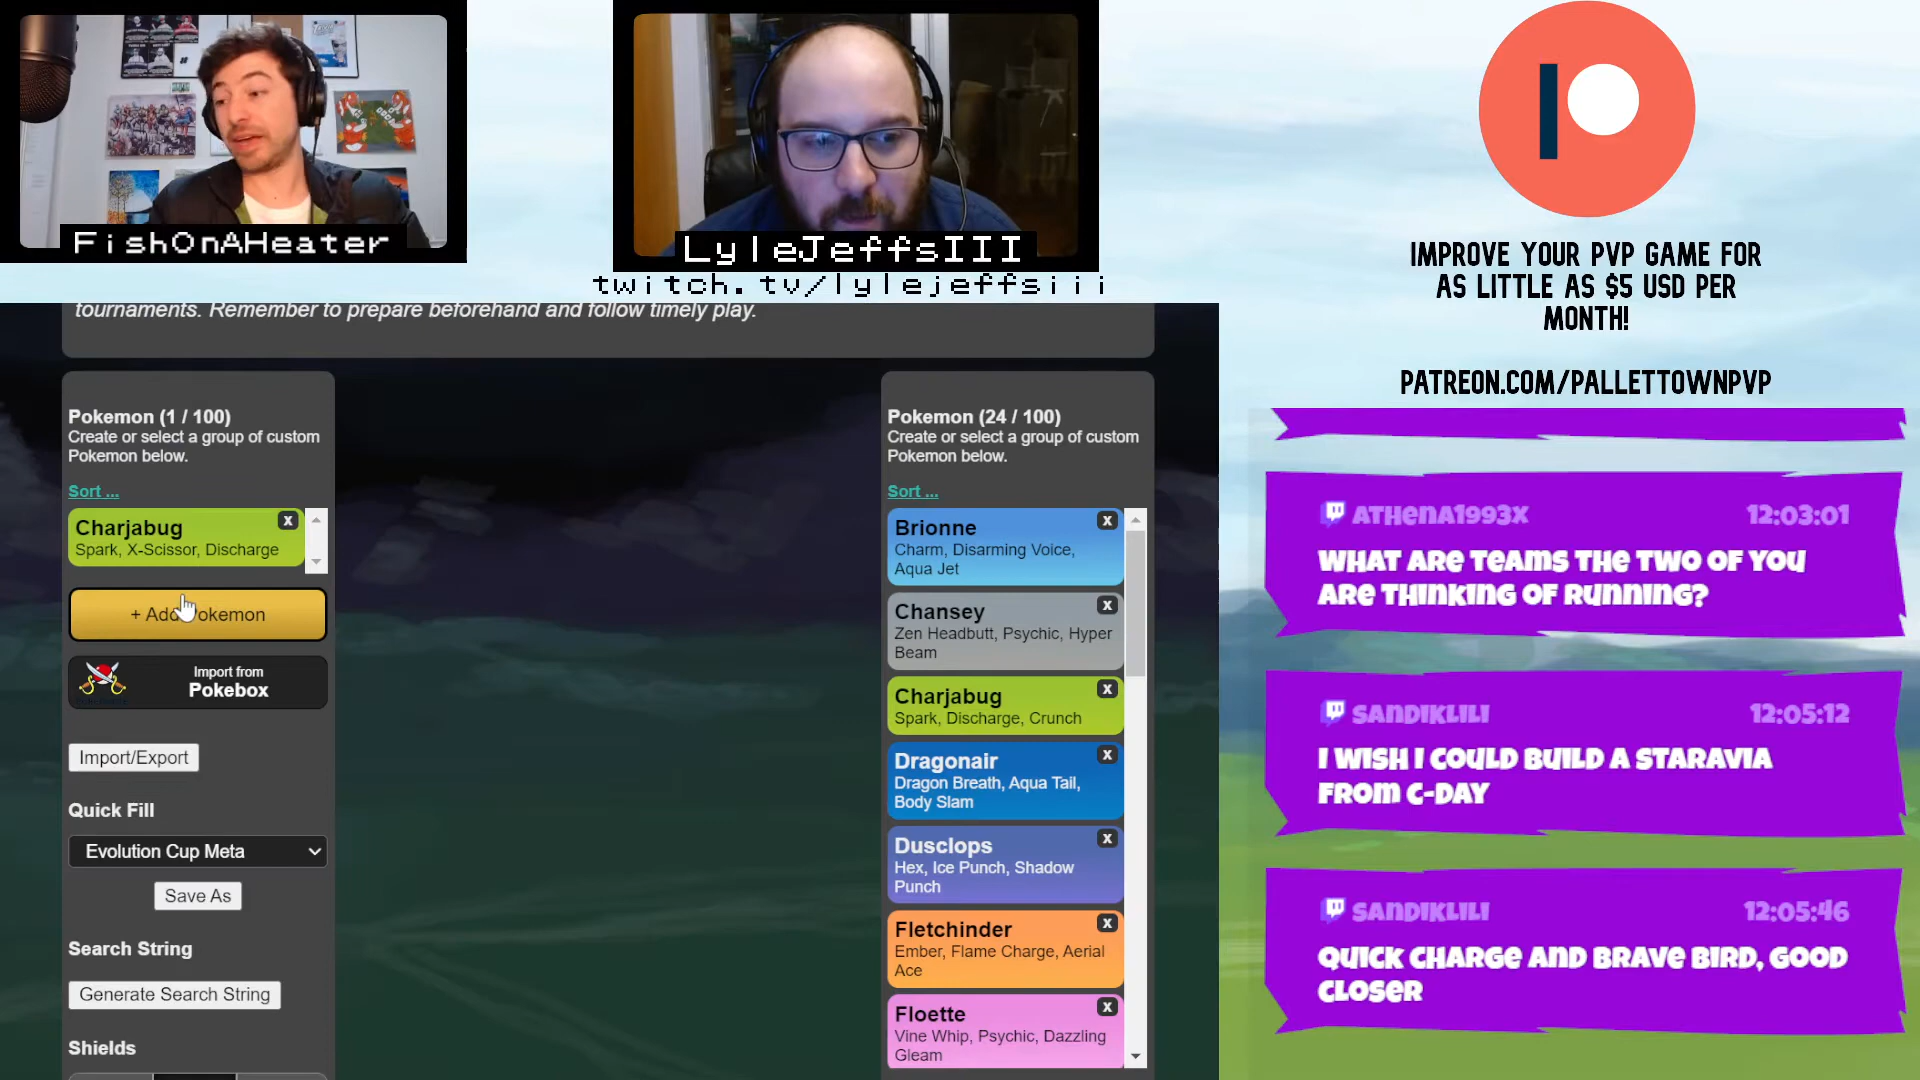 FishOnAHeater
LyleJeffsIII
twitch.tv/lylejeffsiii
IMPROVE YOUR PVP GAME FOR
AS LITTLE AS $5 USD PER
MONTH!
PATREON.COM/PALLETTOWNPVP
tournaments. Remember to prepare beforehand and follow timely play.
Pokemon (1 / 100)
Create or select a group of custom
Pokemon below.
Sort ...
Charjabug
x
Spark, X-Scissor, Discharge
+ Add Pokemon
Import from
Pokebox
Import/Export
Quick Fill
Evolution Cup Meta
Save As
Search String
Generate Search String
Shields
Pokemon (24 / 100)
Create or select a group of custom
Pokemon below.
Sort ...
Brionne
x
Charm, Disarming Voice,
Aqua Jet
Chansey
x
Zen Headbutt, Psychic, Hyper
Beam
Charjabug
x
Spark, Discharge, Crunch
Dragonair
x
Dragon Breath, Aqua Tail,
Body Slam
Dusclops
x
Hex, Ice Punch, Shadow
Punch
Fletchinder
x
Ember, Flame Charge, Aerial
Ace
Floette
x
Vine Whip, Psychic, Dazzling
Gleam
Athena1993x 12:03:01
What are teams the two of you
are thinking of running?
sandiklili 12:05:12
I wish I could build a staravia
from c-day
sandiklili 12:05:46
Quick charge and brave bird, good
closer